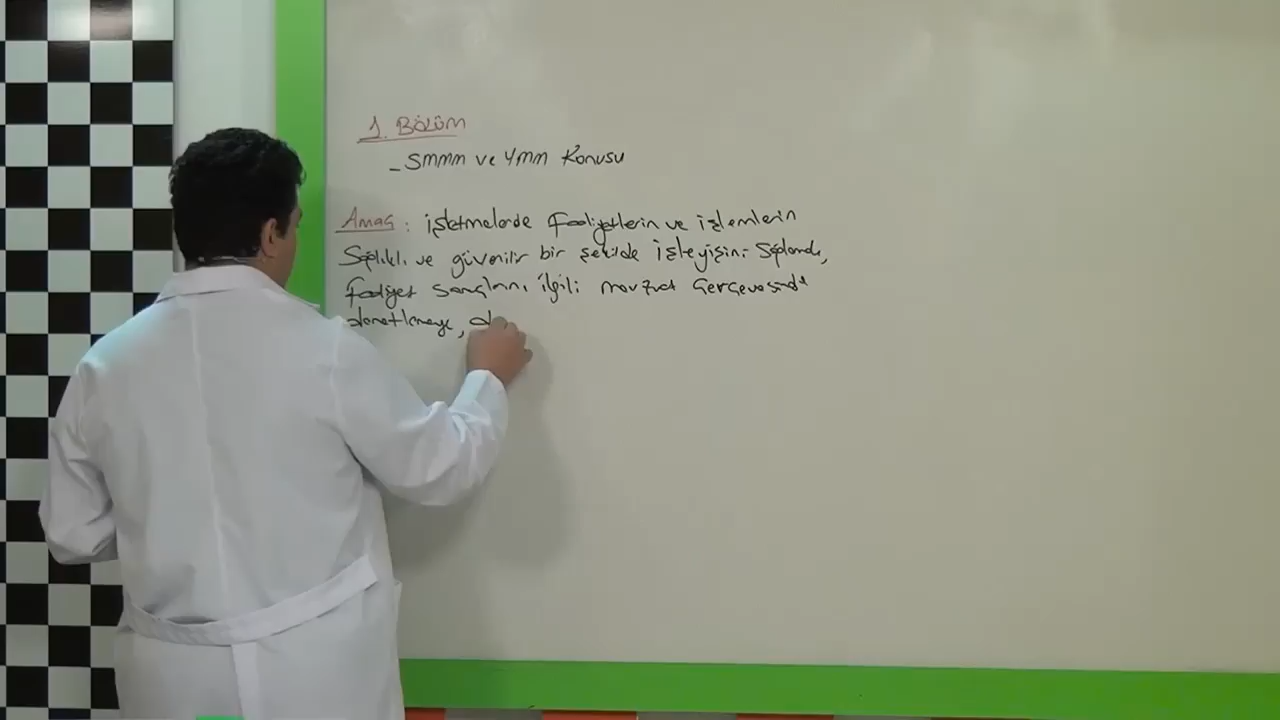 1. BÖLÜM
- SMMM ve YMM Konusu
Amaç: işletmelerde faaliyetlerin ve işlemlerin
Sağlıklı ve güvenilir bir şekilde işleyişini Sağlamak,
faaliyet sonuçlarını ilgili mevzuat Çerçevesinde
denetlemeye,